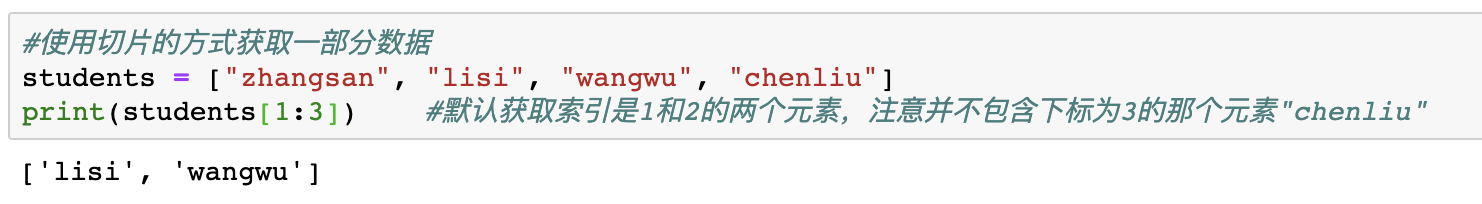 #使用切片的方式获取一部分数据
students = ["zhangsan", "lisi", "wangwu", "chenliu"]
print(students[1:3])    #默认获取索引是1和2的两个元素，注意并不包含下标为3的那个元素"chenliu"
['lisi', 'wangwu']